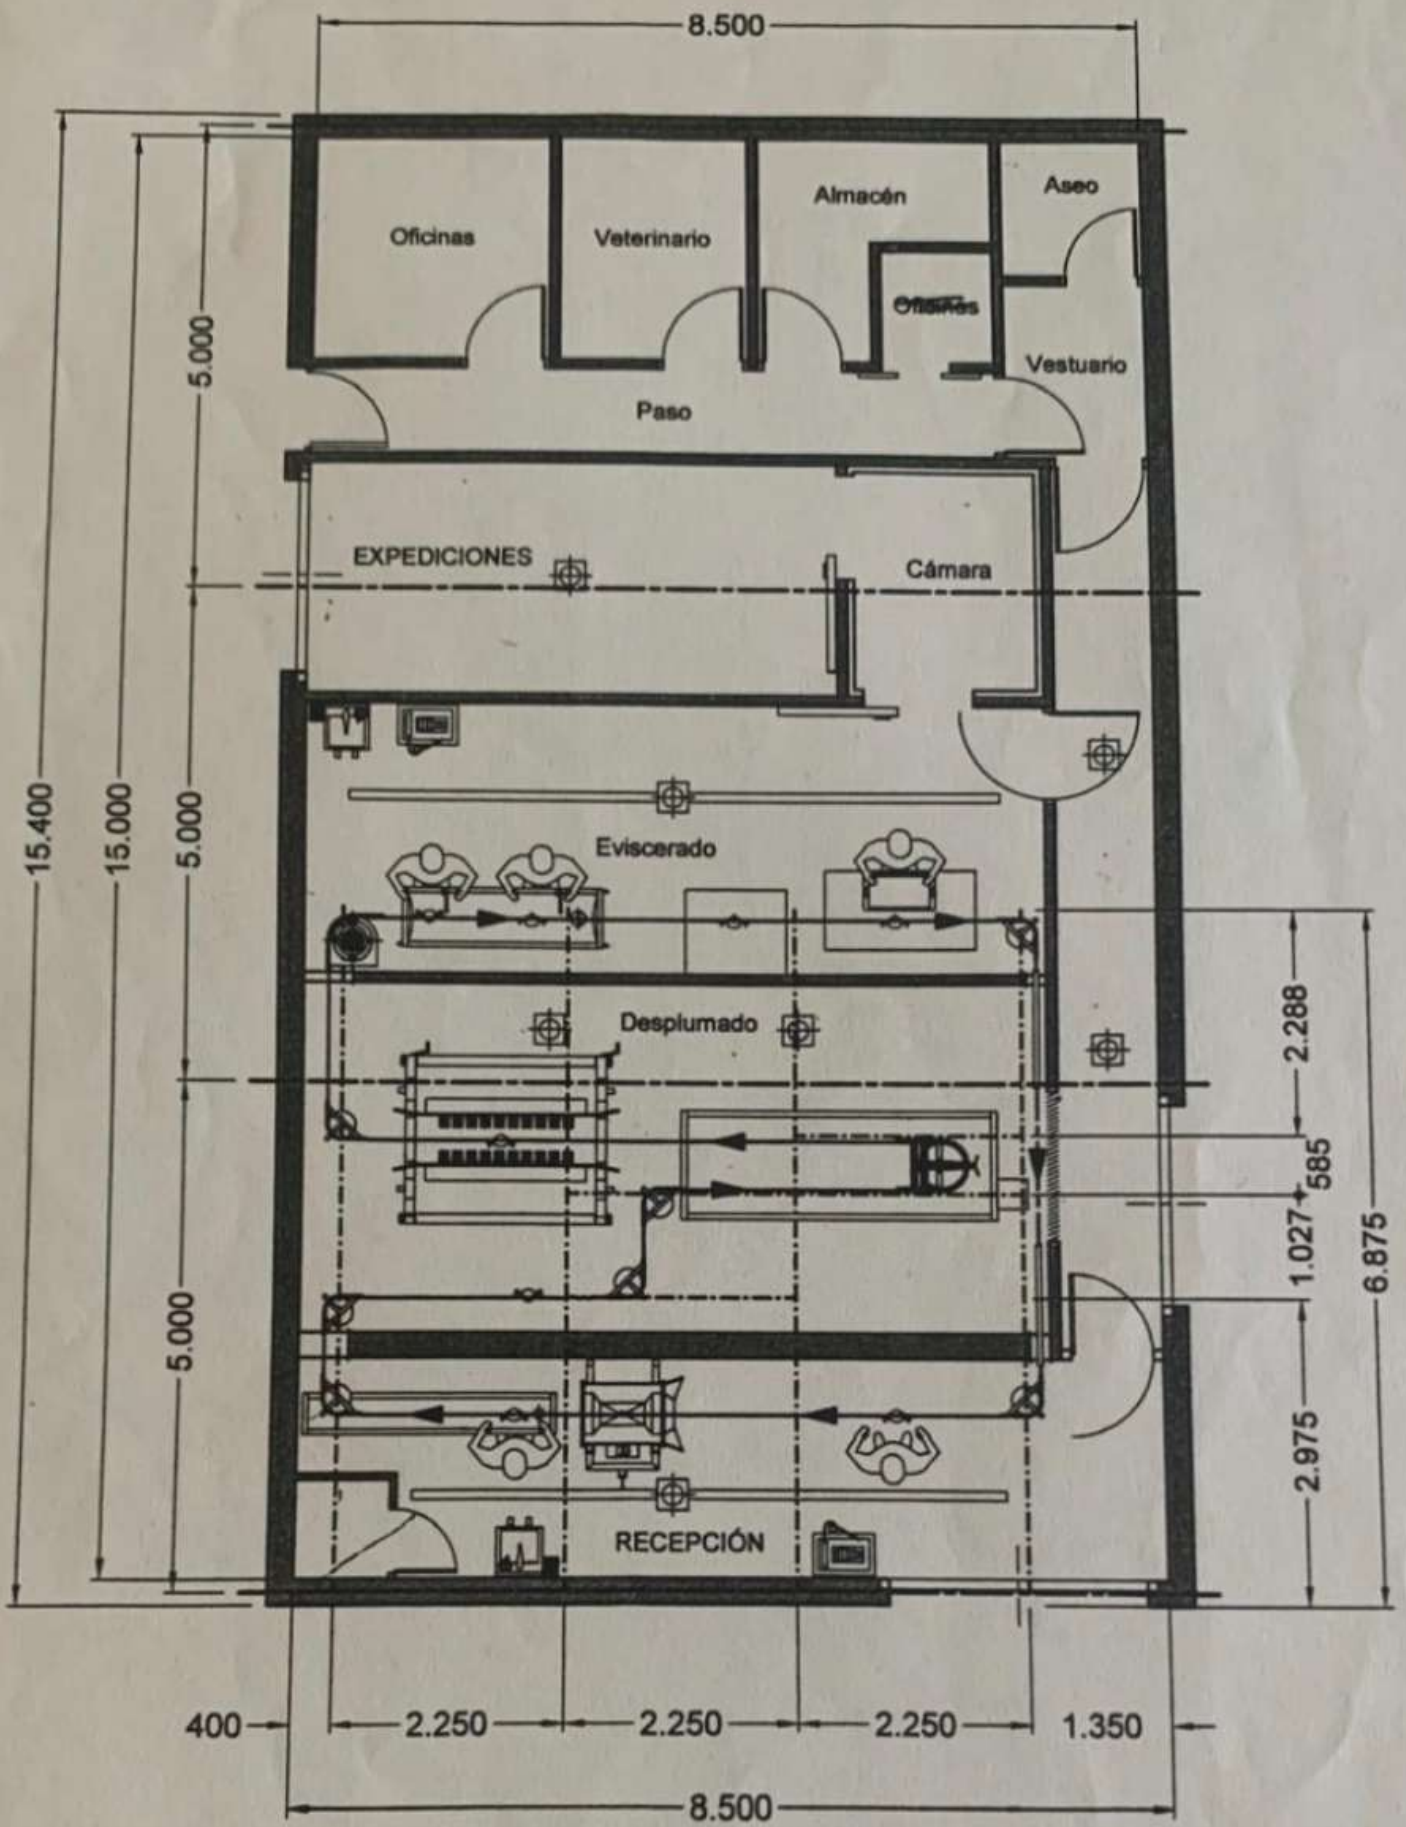 8.500
Oficinas
Veterinario
Almacén
Aseo
Oficines
Vestuario
Paso
EXPEDICIONES
Cámara
Eviscerado
Desplumado
RECEPCIÓN
15.400
15.000
5.000
5.000
5.000
2.288
585
1.027
6.875
2.975
400
2.250
2.250
2.250
1.350
8.500